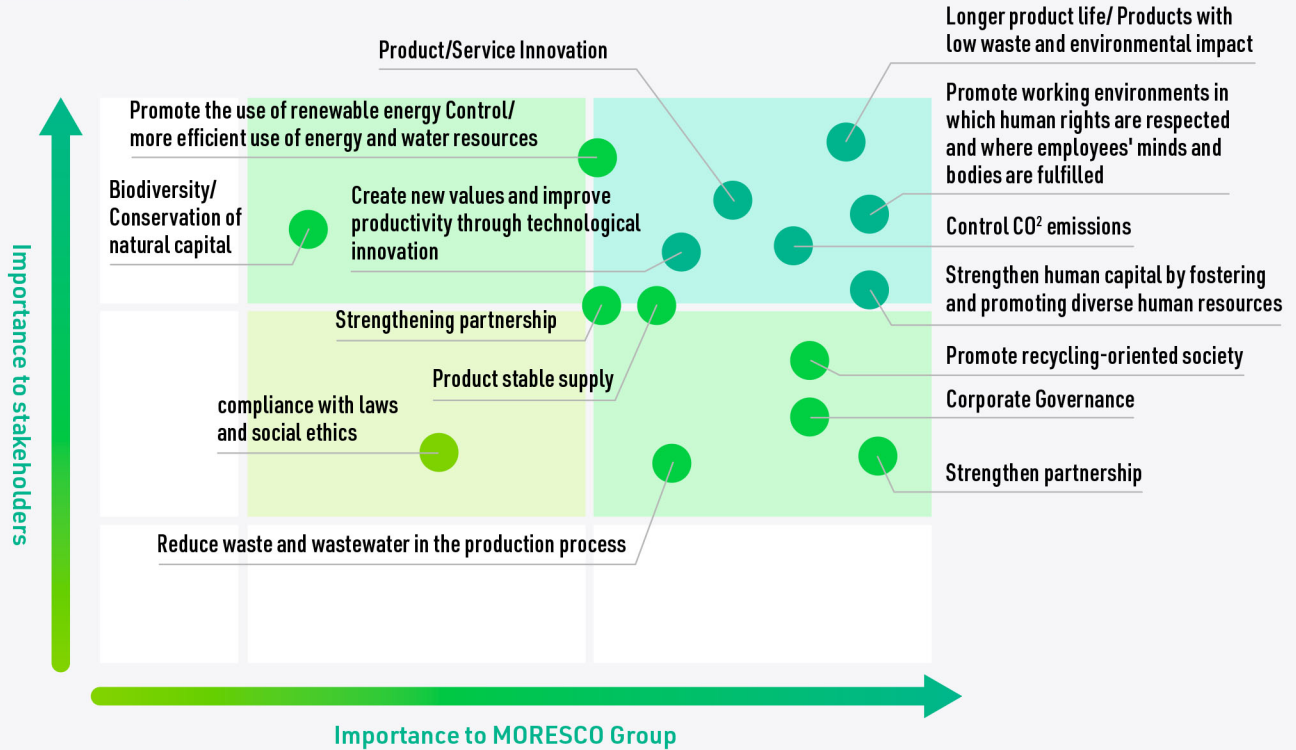 Longer product life/ Products with
low waste and environmental impact
Product/Service Innovation
Promote working environments in
which human rights are respected
and where employees' minds and
bodies are fulfilled
Promote the use of renewable energy Control/
more efficient use of energy and water resources
Biodiversity/
Conservation of
natural capital
Create new values and improve
productivity through technological
innovation
Control CO² emissions
Strengthen human capital by fostering
and promoting diverse human resources
Strengthening partnership
Promote recycling-oriented society
Product stable supply
Corporate Governance
compliance with laws
and social ethics
Strengthen partnership
Reduce waste and wastewater in the production process
Importance to stakeholders
Importance to MORESCO Group